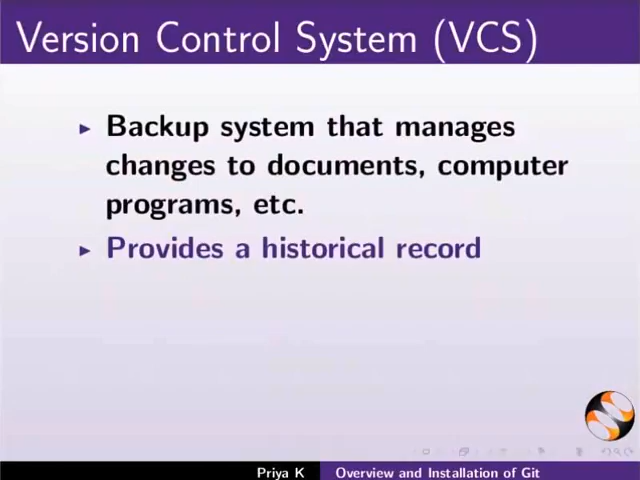 Version Control System (VCS)
Backup system that manages
changes to documents, computer
programs, etc.
Provides a historical record
Priya K
Overview and Installation of Git